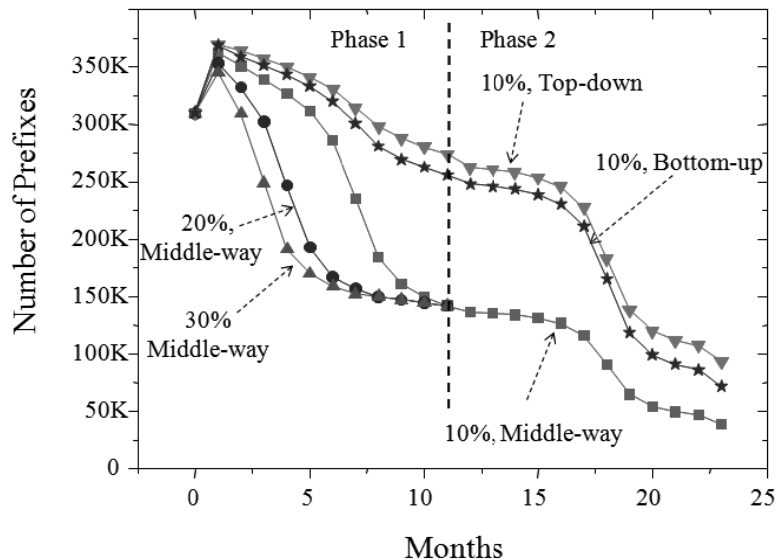 Phase 1
Phase 2
350K
300K
250K
200K
150K
100K
50K
0
Number of Prefixes
10%, Top-down
10%, Bottom-up
20%,
Middle-way
30%
Middle-way
10%, Middle-way
0
5
10
15
20
25
Months